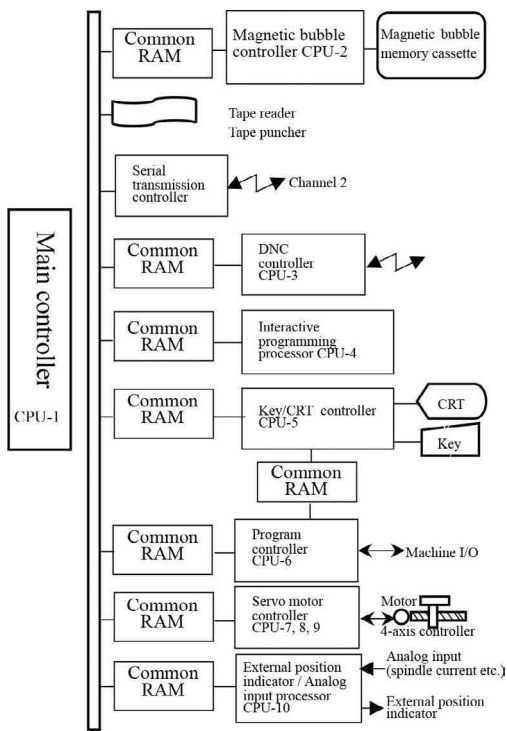 Common
RAM
Magnetic bubble
controller CPU-2
Magnetic bubble
memory cassette
Tape reader
Tape puncher
Serial
transmission
controller
Channel 2
Main controller
CPU-1
Common
RAM
DNC
controller
CPU-3
Common
RAM
Interactive
programming
processor CPU-4
Common
RAM
Key/CRT controller
CPU-5
CRT
Key
Common
RAM
Common
RAM
Program
controller
CPU-6
Machine I/O
Common
RAM
Servo motor
controller
CPU-7, 8, 9
Motor
4-axis controller
Common
RAM
External position
indicator / Analog
input processor
CPU-10
Analog input
(spindle current etc.)
External position
indicator